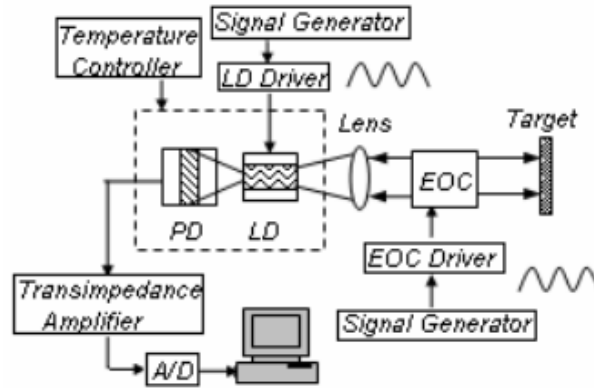 Signal Generator
Temperature
Controller
LD Driver
Lens
Target
EOC
PD
LD
EOC Driver
Transimpedance
Amplifier
Signal Generator
A/D